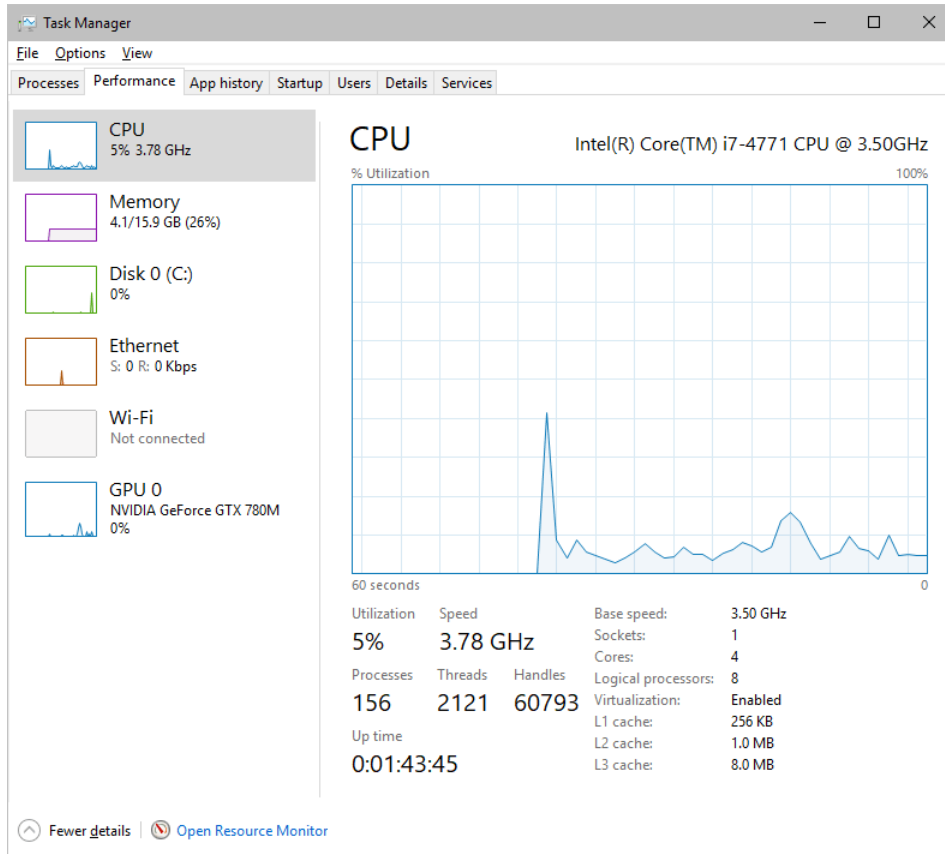 Task Manager
File Options View
Processes Performance App history Startup Users Details Services
CPU
5% 3.78 GHz
Memory
4.1/15.9 GB (26%)
Disk 0 (C:)
0%
Ethernet
S: 0 R: 0 Kbps
Wi-Fi
Not connected
GPU 0
NVIDIA GeForce GTX 780M
0%
CPU Intel(R) Core(TM) i7-4771 CPU @ 3.50GHz
% Utilization 100%
60 seconds 0
Utilization Speed
5% 3.78 GHz
Processes Threads Handles
156 2121 60793
Up time
0:01:43:45
Base speed: 3.50 GHz
Sockets: 1
Cores: 4
Logical processors: 8
Virtualization: Enabled
L1 cache: 256 KB
L2 cache: 1.0 MB
L3 cache: 8.0 MB
Fewer details Open Resource Monitor